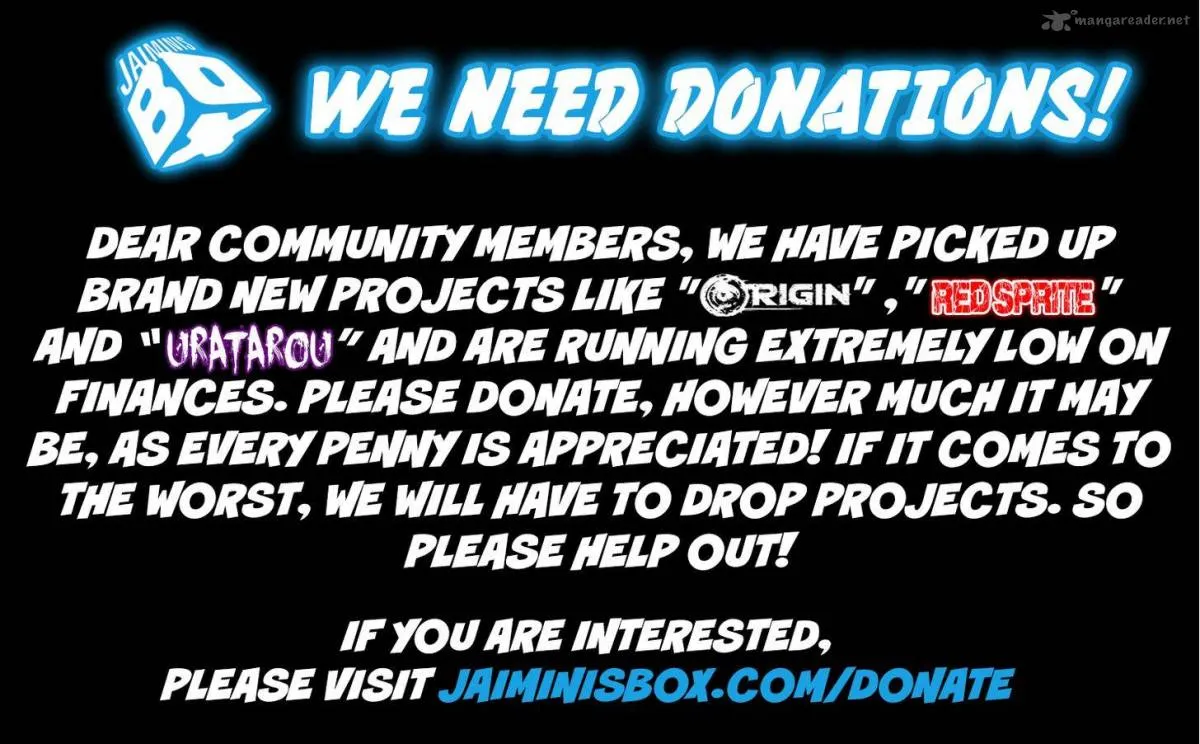 mangareader.net
JAIMINIS
BOX
WE NEED DONATIONS!
DEAR COMMUNITY MEMBERS, WE HAVE PICKED UP
BRAND NEW PROJECTS LIKE "ORIGIN" ,"REDSPRITE"
AND "URATAROU" AND ARE RUNNING EXTREMELY LOW ON
FINANCES. PLEASE DONATE, HOWEVER MUCH IT MAY
BE, AS EVERY PENNY IS APPRECIATED! IF IT COMES TO
THE WORST, WE WILL HAVE TO DROP PROJECTS. SO
PLEASE HELP OUT!
IF YOU ARE INTERESTED,
PLEASE VISIT JAIMINISBOX.COM/DONATE